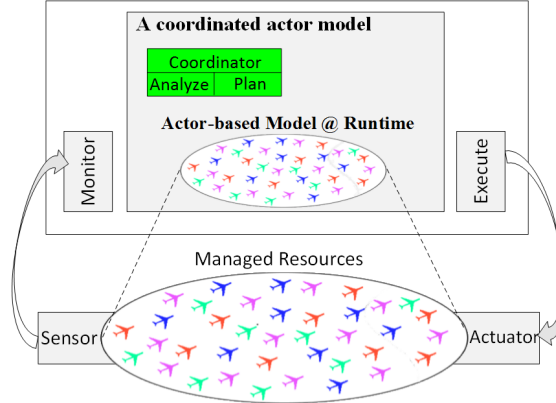 A coordinated actor model
Coordinator
Analyze
Plan
Actor-based Model @ Runtime
Monitor
Execute
Managed Resources
Sensor
Actuator